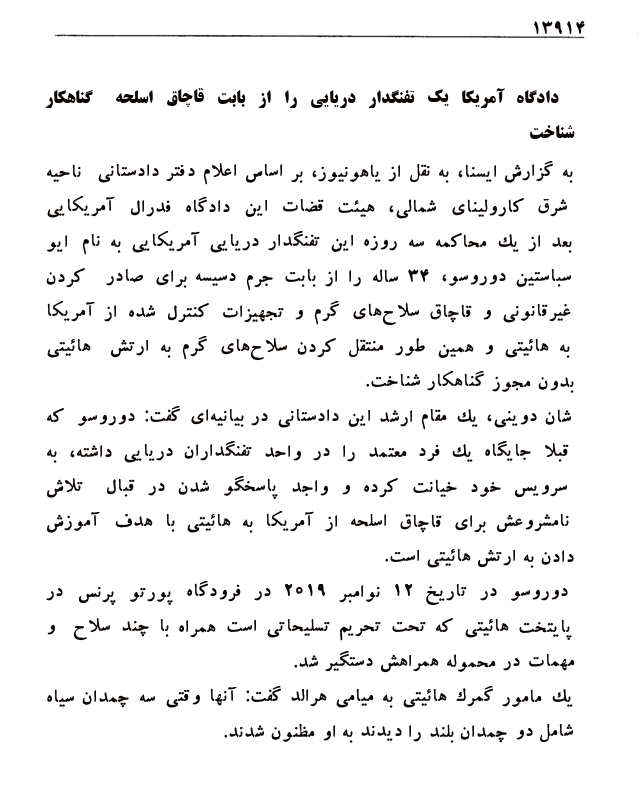 ۱۳۹۱۴
دادگاه آمریکا یک تفنگدار دریایی را از بابت قاچاق اسلحه گناهکار
شناخت
به گزارش ایسنا، به نقل از یاهونیوز، بر اساس اعلام دفتر دادستانی ناحیه
شرق کارولینای شمالی، هیئت قضات این دادگاه فدرال آمریکایی
بعد از یك محاکمه سه روزه این تفنگدار دریایی آمریکایی به نام ایو
سباستین دوروسو، ۳۴ ساله را از بابت جرم دسیسه برای صادر کردن
غیرقانونی و قاچاق سلاح‌های گرم و تجهیزات کنترل شده از آمریکا
به هائیتی و همین طور منتقل کردن سلاح‌های گرم به ارتش هائیتی
بدون مجوز گناهکار شناخت.
شان دوینی، یك مقام ارشد این دادستانی در بیانیه‌ای گفت: دوروسو که
قبلا جایگاه یك فرد معتمد را در واحد تفنگداران دریایی داشته، به
سرویس خود خیانت کرده و واجد پاسخگو شدن در قبال تلاش
نامشروعش برای قاچاق اسلحه از آمریکا به هائیتی با هدف آموزش
دادن به ارتش هائیتی است.
دوروسو در تاریخ ۱۲ نوامبر ۲۰۱۹ در فرودگاه پورتو پرنس در
پایتخت هائیتی که تحت تحریم تسلیحاتی است همراه با چند سلاح و
مهمات در محموله همراهش دستگیر شد.
یك مامور گمرك هائیتی به میامی هرالد گفت: آنها وقتی سه چمدان سیاه
شامل دو چمدان بلند را دیدند به او مظنون شدند.